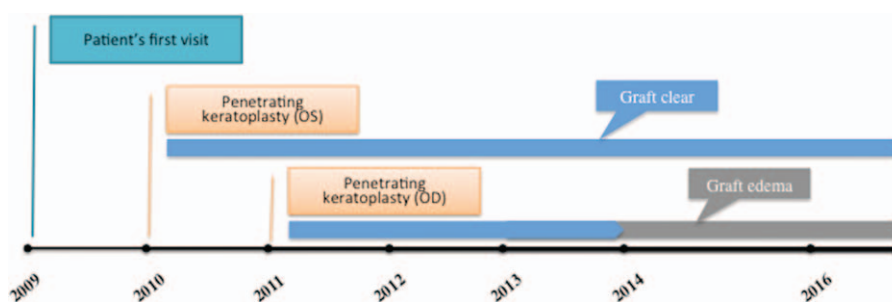 Patient's first visit
Penetrating
keratoplasty (OS)
Graft clear
Penetrating
keratoplasty (OD)
Graft edema
2009
2010
2011
2012
2013
2014
2016